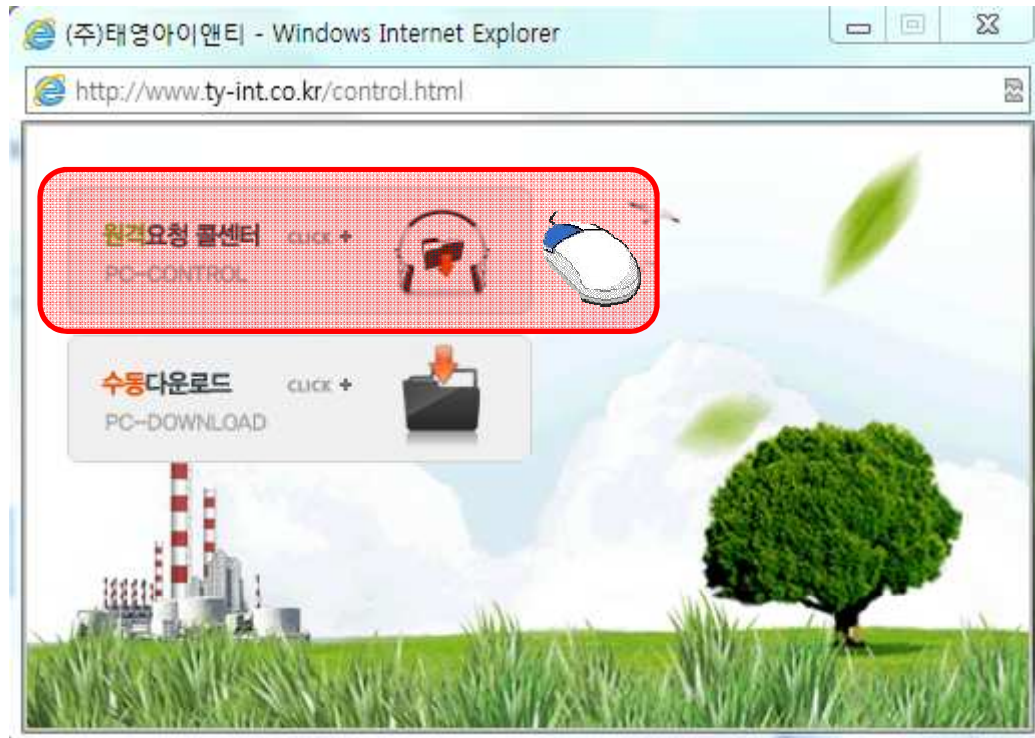 (주)태영아이앤티 - Windows Internet Explorer
http://www.ty-int.co.kr/control.html
원격요청 콜센터 CLICK +
PC-CONTROL
수동다운로드 CLICK +
PC-DOWNLOAD